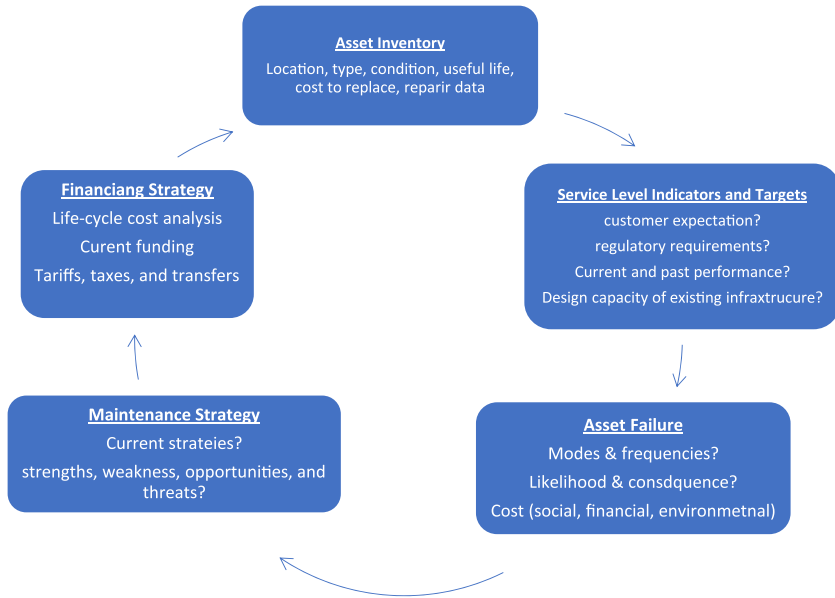 Asset Inventory
Location, type, condition, useful life,
cost to replace, reparir data
Service Level Indicators and Targets
customer expectation?
regulatory requirements?
Current and past performance?
Design capacity of existing infraxtrucure?
Asset Failure
Modes & frequencies?
Likelihood & consdquence?
Cost (social, financial, environmetnal)
Maintenance Strategy
Current strateies?
strengths, weakness, opportunities, and
threats?
Financiang Strategy
Life-cycle cost analysis
Curent funding
Tariffs, taxes, and transfers